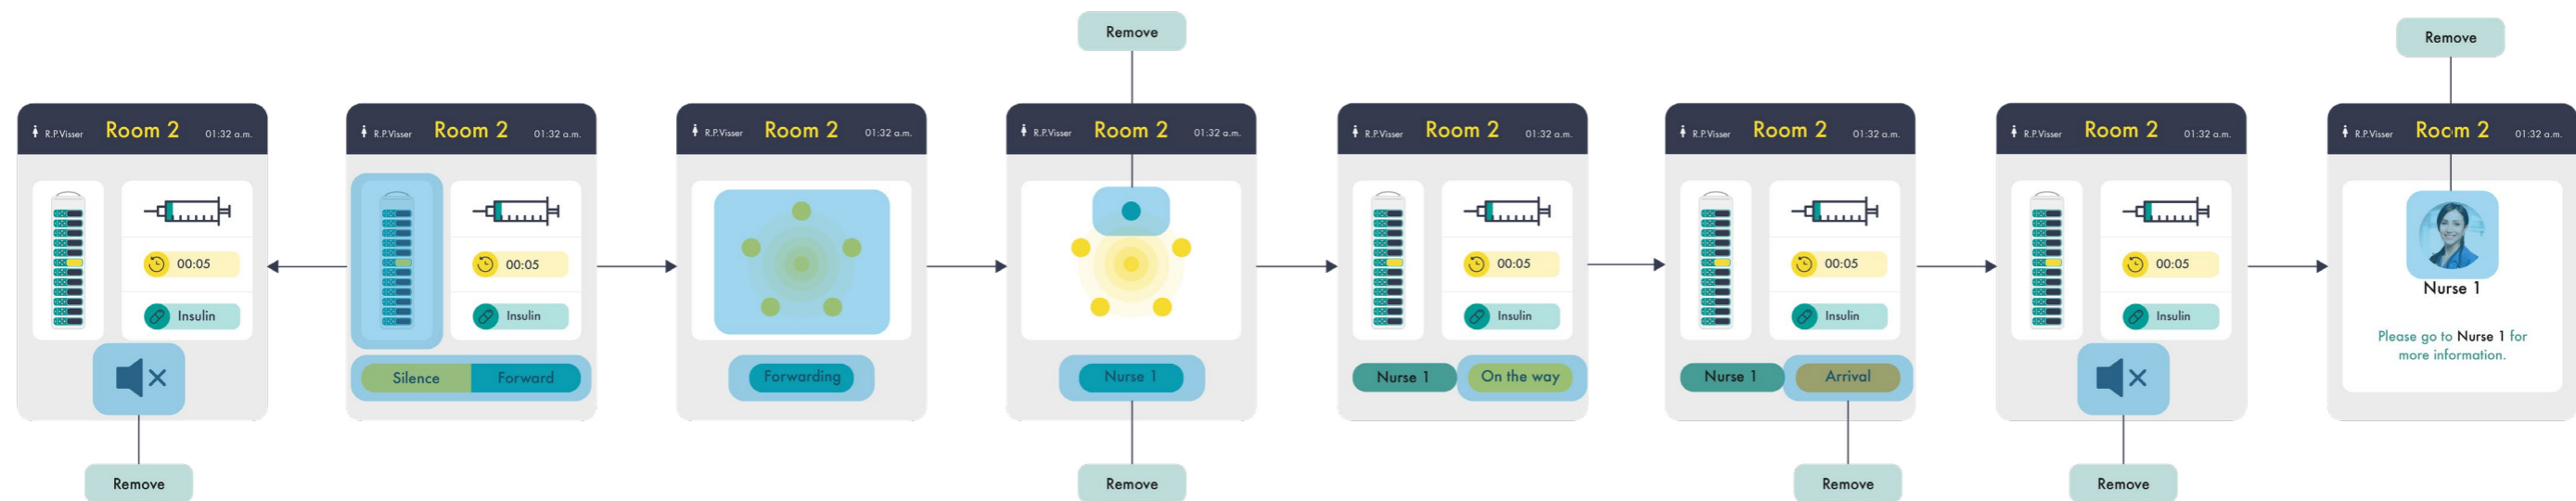 Remove
Remove
R.P.Visser Room 2 01:32 a.m.
00:05
Insulin
Remove
R.P.Visser Room 2 01:32 a.m.
00:05
Insulin
Silence Forward
R.P.Visser Room 2 01:32 a.m.
Forwarding
R.P.Visser Room 2 01:32 a.m.
Nurse 1
Remove
R.P.Visser Room 2 01:32 a.m.
00:05
Insulin
Nurse 1 On the way
R.P.Visser Room 2 01:32 a.m.
00:05
Insulin
Nurse 1 Arrival
Remove
R.P.Visser Room 2 01:32 a.m.
00:05
Insulin
Remove
R.P.Visser Room 2 01:32 a.m.
Nurse 1
Please go to Nurse 1 for
more information.